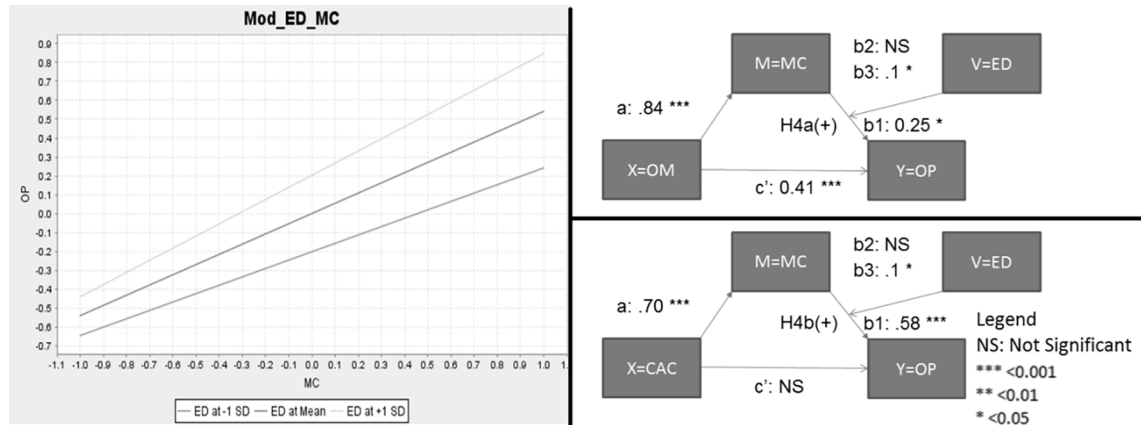 Mod_ED_MC
0.9
0.8
0.7
0.6
0.5
0.4
0.3
0.2
0.1
0.0
-0.1
-0.2
-0.3
-0.4
-0.5
-0.6
-0.7
OP
-1.1 -1.0 -0.9 -0.8 -0.7 -0.6 -0.5 -0.4 -0.3 -0.2 -0.1 0.0 0.1 0.2 0.3 0.4 0.5 0.6 0.7 0.8 0.9 1.0 1.1
MC
ED at -1 SD ED at Mean ED at +1 SD
M=MC
b2: NS
b3: .1 *
V=ED
a: .84 ***
H4a(+)
b1: 0.25 *
X=OM
Y=OP
c’: 0.41 ***
M=MC
b2: NS
b3: .1 *
V=ED
a: .70 ***
H4b(+)
b1: .58 ***
X=CAC
Y=OP
c’: NS
Legend
NS: Not Significant
*** <0.001
** <0.01
* <0.05